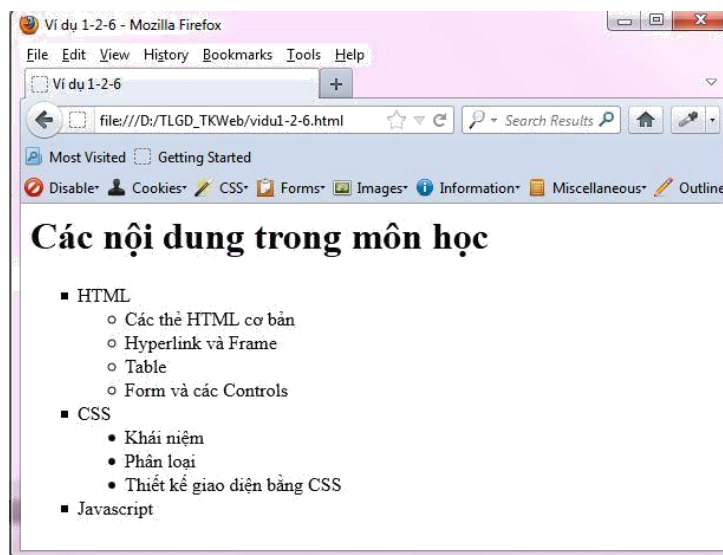 Ví dụ 1-2-6 - Mozilla Firefox
File Edit View History Bookmarks Tools Help
Ví dụ 1-2-6
file:///D:/TLGD_TKWeb/vidu1-2-6.html Search Results
Most Visited Getting Started
Disable Cookies CSS Forms Images Information Miscellaneous Outline
Các nội dung trong môn học
HTML
Các thẻ HTML cơ bản
Hyperlink và Frame
Table
Form và các Controls
CSS
Khái niệm
Phân loại
Thiết kế giao diện bằng CSS
Javascript